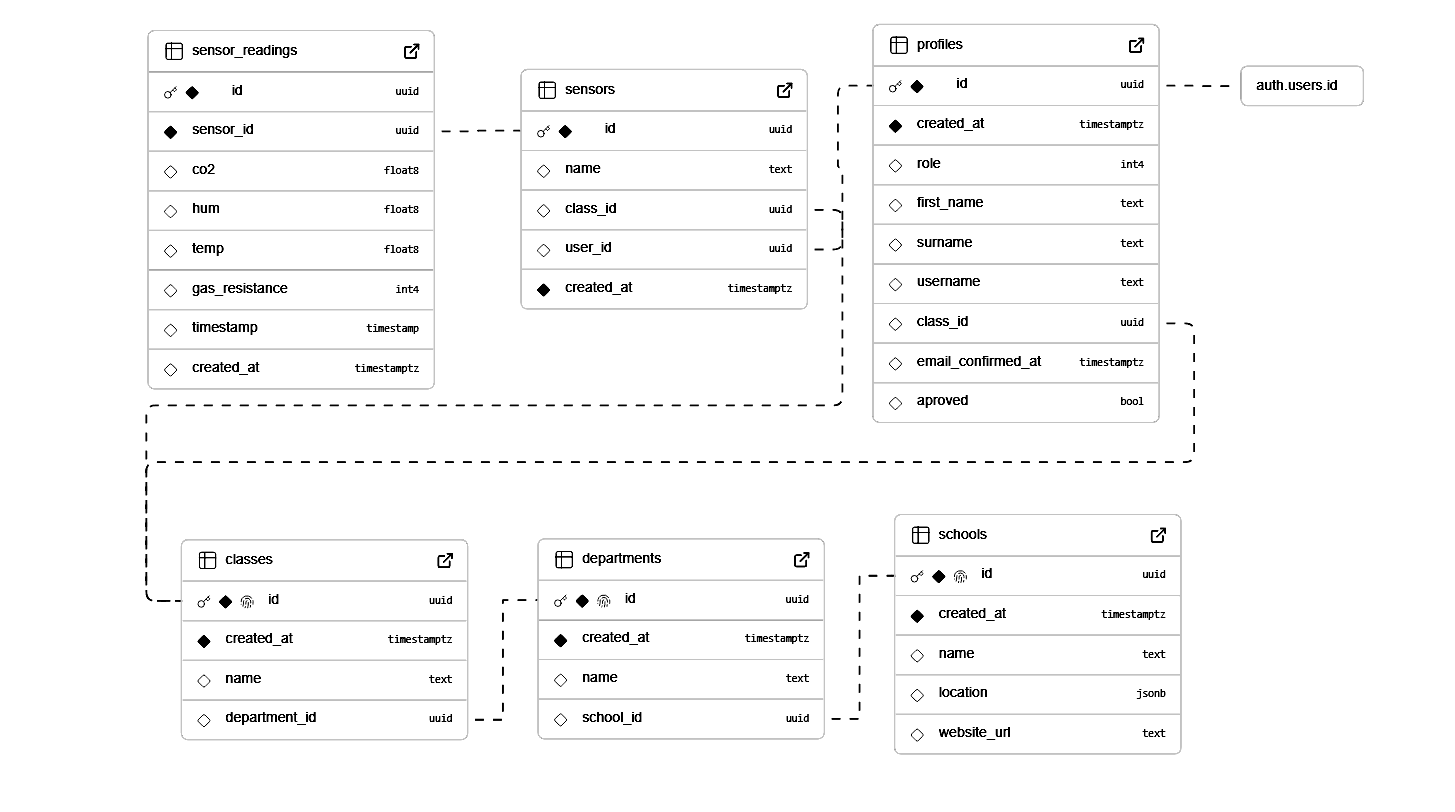 sensor_readings
id uuid
sensor_id uuid
co2 float8
hum float8
temp float8
gas_resistance int4
timestamp timestamp
created_at timestamptz
sensors
id uuid
name text
class_id uuid
user_id uuid
created_at timestamptz
profiles
id uuid
created_at timestamptz
role int4
first_name text
surname text
username text
class_id uuid
email_confirmed_at timestamptz
aproved bool
auth.users.id
classes
id uuid
created_at timestamptz
name text
department_id uuid
departments
id uuid
created_at timestamptz
name text
school_id uuid
schools
id uuid
created_at timestamptz
name text
location jsonb
website_url text